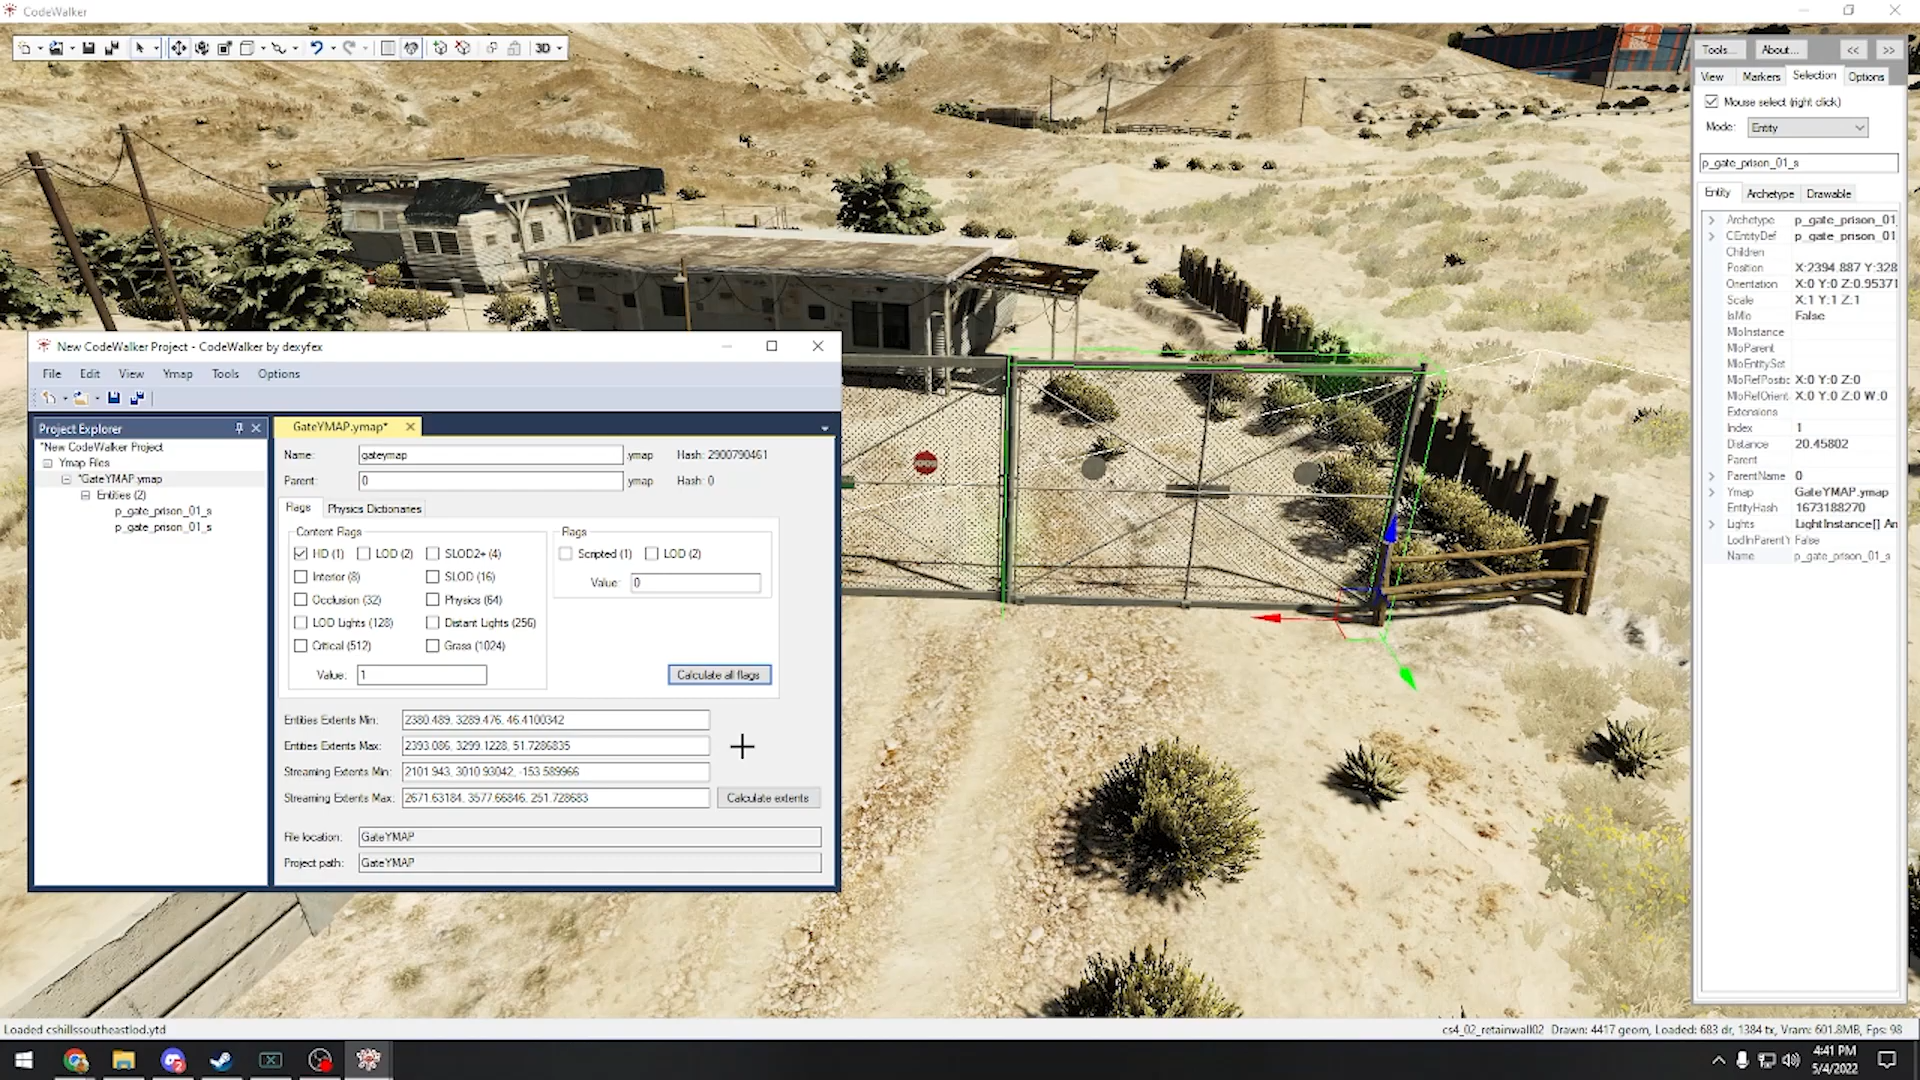 CodeWalker
3D
Tools...
About...
<<
>>
View
Markers
Selection
Options
Mouse select (right click)
Mode:
Entity
p_gate_prison_01_s
Entity
Archetype
Drawable
Archetype p_gate_prison_01
CEntityDef p_gate_prison_01
Children
Position X:2394.887 Y:328
Orientation X:0 Y:0 Z:0.95371
Scale X:1 Y:1 Z:1
IsMlo False
MloInstance
MloParent
MloEntitySet
MloRefPositic X:0 Y:0 Z:0
MloRefOrient X:0 Y:0 Z:0 W:0
Extensions
Index 1
Distance 20.45802
Parent
ParentName 0
Ymap GateYMAP.ymap
EntityHash 1673188270
Lights LightInstance[] An
LodInParentY False
Name p_gate_prison_01_s
New CodeWalker Project - CodeWalker by dexyfex
File Edit View Ymap Tools Options
Project Explorer
*New CodeWalker Project
Ymap Files
*GateYMAP.ymap
Entities (2)
p_gate_prison_01_s
p_gate_prison_01_s
GateYMAP.ymap*
Name: gateymap .ymap Hash: 2900790461
Parent: 0 .ymap Hash: 0
Flags
Physics Dictionaries
Content Flags
HD (1) LOD (2) SLOD2+ (4)
Interior (8) SLOD (16)
Occlusion (32) Physics (64)
LOD Lights (128) Distant Lights (256)
Critical (512) Grass (1024)
Value: 1
Flags
Scripted (1) LOD (2)
Value: 0
Calculate all flags
Entities Extents Min: 2380.489, 3289.476, 46.4100342
Entities Extents Max: 2393.086, 3299.1228, 51.7286835
Streaming Extents Min: 2101.943, 3010.93042, -153.589966
Streaming Extents Max: 2671.63184, 3577.66846, 251.728683
Calculate extents
File location: GateYMAP
Project path: GateYMAP
Loaded cshillssoutheastlod.ytd
cs4_02_retainwall02 Drawn: 4417 geom, Loaded: 683 dr, 1384 tx, Vram: 601.8MB, Fps: 98
4:41 PM
5/4/2022